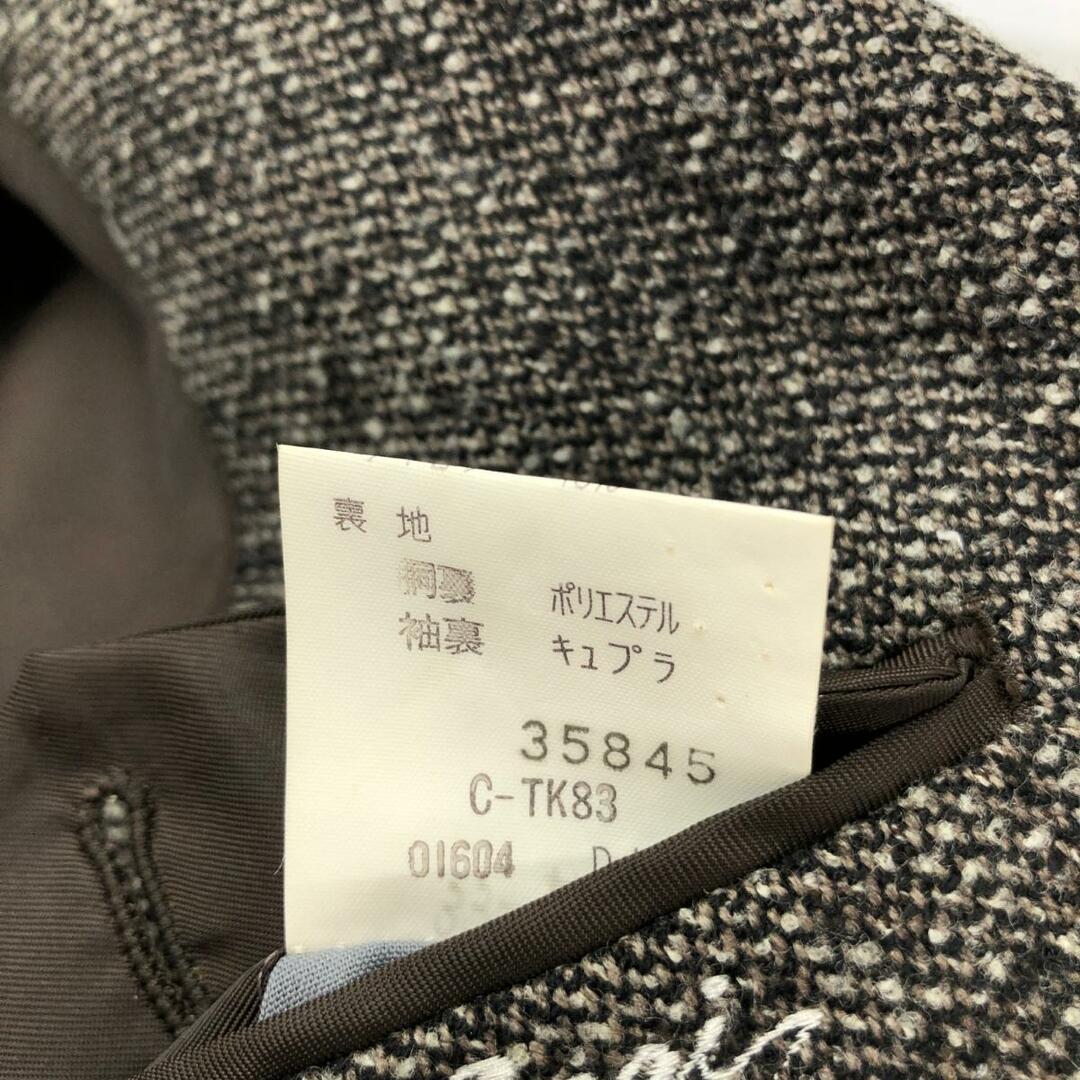 裏 地
胴裏 ポリエステル
袖裏 キュプラ
35845
C-TK83
01604